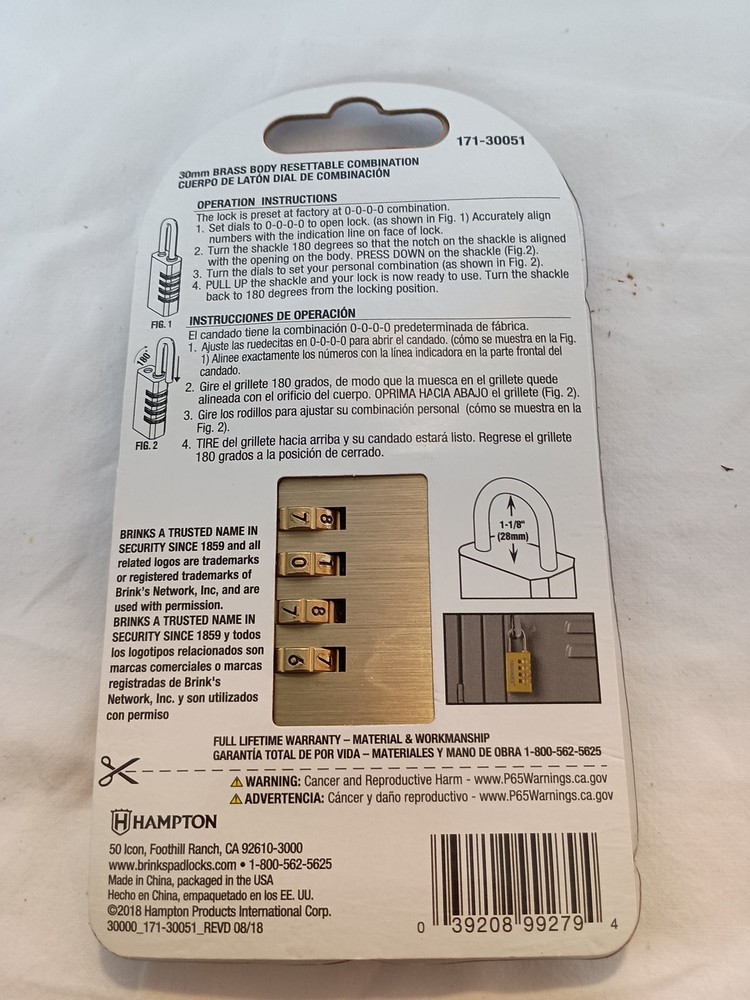 171-30051
30mm BRASS BODY RESETTABLE COMBINATION
CUERPO DE LATÓN DIAL DE COMBINACIÓN
OPERATION INSTRUCTIONS
The lock is preset at factory at 0-0-0-0 combination.
1. Set dials to 0-0-0-0 to open lock. (as shown in Fig. 1) Accurately align
numbers with the indication line on face of lock.
2. Turn the shackle 180 degrees so that the notch on the shackle is aligned
with the opening on the body. PRESS DOWN on the shackle (Fig.2).
3. Turn the dials to set your personal combination (as shown in Fig. 2).
4. PULL UP the shackle and your lock is now ready to use. Turn the shackle
back to 180 degrees from the locking position.
FIG. 1
INSTRUCCIONES DE OPERACIÓN
El candado tiene la combinación 0-0-0-0 predeterminada de fábrica.
1. Ajuste las ruedecitas en 0-0-0-0 para abrir el candado. (cómo se muestra en la Fig.
1) Alinee exactamente los números con la línea indicadora en la parte frontal del
candado.
2. Gire el grillete 180 grados, de modo que la muesca en el grillete quede
alineada con el orificio del cuerpo. OPRIMA HACIA ABAJO el grillete (Fig. 2).
3. Gire los rodillos para ajustar su combinación personal (cómo se muestra en la
Fig. 2).
4. TIRE del grillete hacia arriba y su candado estará listo. Regrese el grillete
180 grados a la posición de cerrado.
180°
FIG. 2
7 8
0 1
7 8
6 7
1-1/8"
(28mm)
BRINKS A TRUSTED NAME IN
SECURITY SINCE 1859 and all
related logos are trademarks
or registered trademarks of
Brink's Network, Inc, and are
used with permission.
BRINKS A TRUSTED NAME IN
SECURITY SINCE 1859 y todos
los logotipos relacionados son
marcas comerciales o marcas
registradas de Brink's
Network, Inc. y son utilizados
con permiso
FULL LIFETIME WARRANTY – MATERIAL & WORKMANSHIP
GARANTÍA TOTAL DE POR VIDA – MATERIALES Y MANO DE OBRA 1-800-562-5625
WARNING: Cancer and Reproductive Harm - www.P65Warnings.ca.gov
ADVERTENCIA: Cáncer y daño reproductivo - www.P65Warnings.ca.gov
HAMPTON
50 Icon, Foothill Ranch, CA 92610-3000
www.brinkspadlocks.com • 1-800-562-5625
Made in China, packaged in the USA
Hecho en China, empaquetado en los EE. UU.
©2018 Hampton Products International Corp.
30000_171-30051_REVD 08/18
0 39208 99279 4